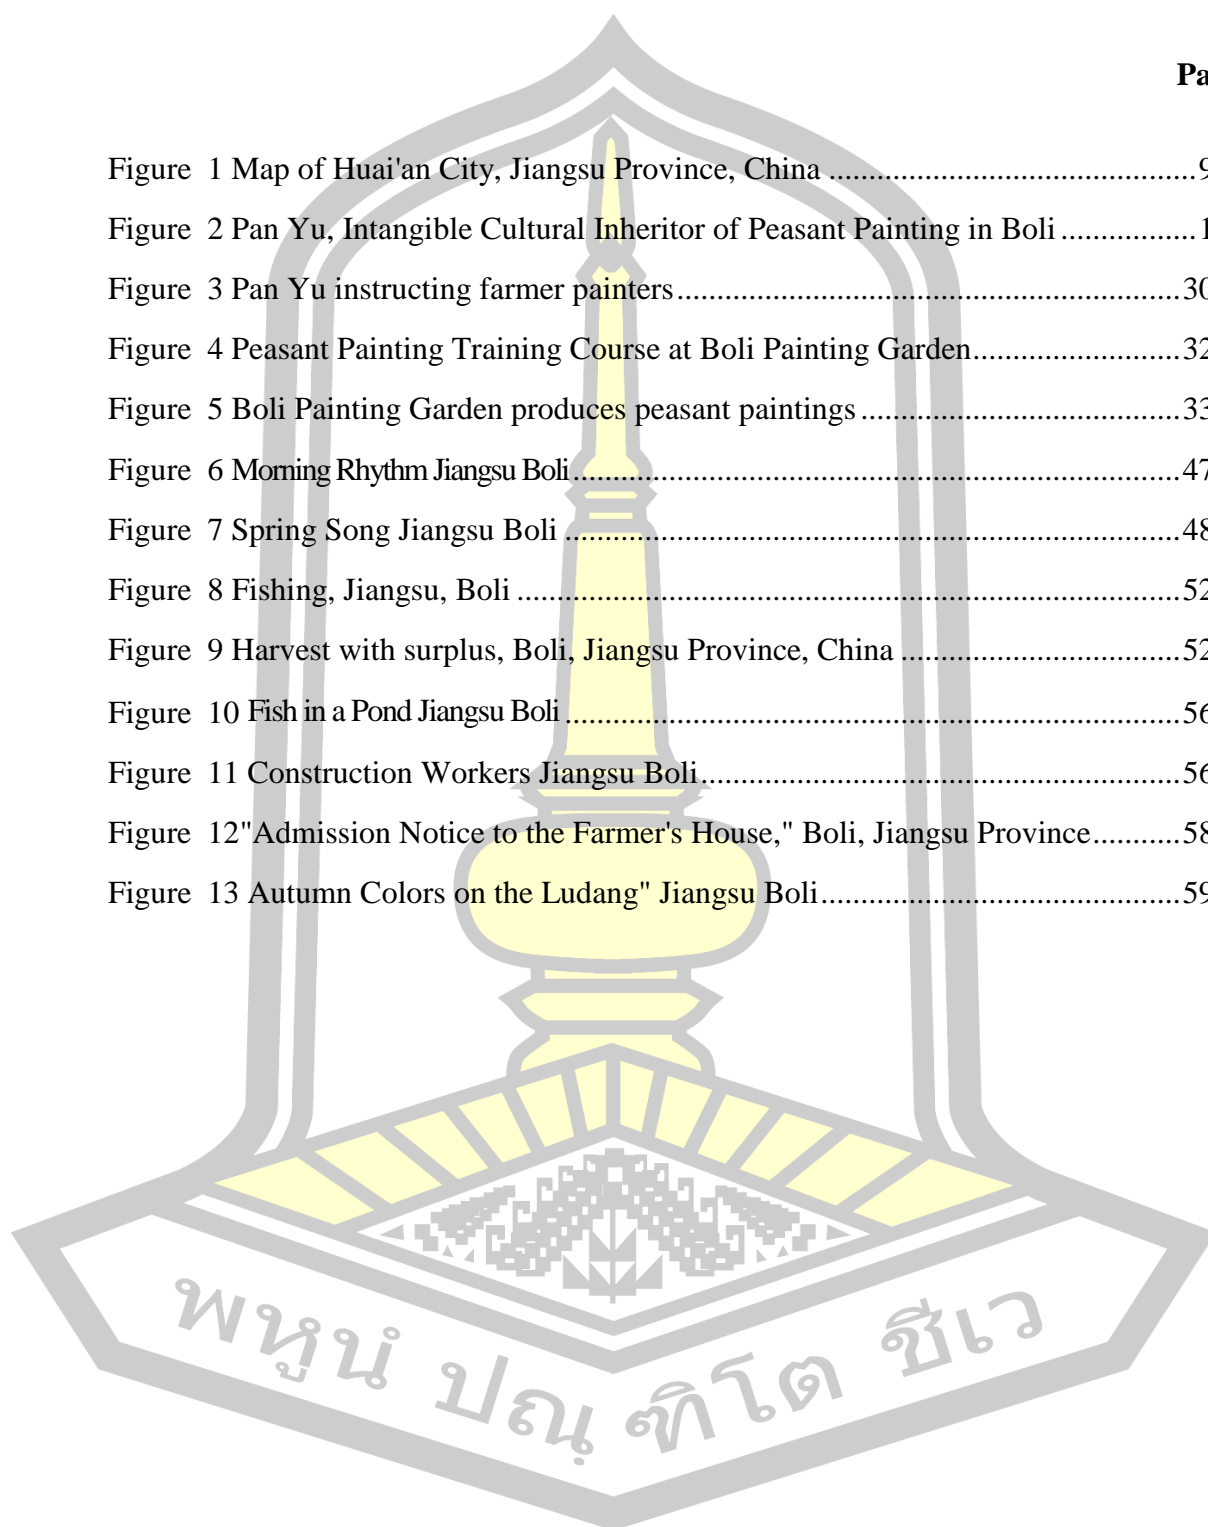 Pa
Figure 1 Map of Huai'an City, Jiangsu Province, China ............................................ 9
Figure 2 Pan Yu, Intangible Cultural Inheritor of Peasant Painting in Boli ................. 1
Figure 3 Pan Yu instructing farmer painters ............................................................. 30
Figure 4 Peasant Painting Training Course at Boli Painting Garden ......................... 32
Figure 5 Boli Painting Garden produces peasant paintings ....................................... 33
Figure 6 Morning Rhythm Jiangsu Boli .................................................................... 47
Figure 7 Spring Song Jiangsu Boli ........................................................................... 48
Figure 8 Fishing, Jiangsu, Boli ................................................................................ 52
Figure 9 Harvest with surplus, Boli, Jiangsu Province, China .................................. 52
Figure 10 Fish in a Pond Jiangsu Boli ...................................................................... 56
Figure 11 Construction Workers Jiangsu Boli ........................................................... 56
Figure 12"Admission Notice to the Farmer's House," Boli, Jiangsu Province ........... 58
Figure 13 Autumn Colors on the Ludang" Jiangsu Boli ............................................ 59
พหูนํ ปณฺฑิโต ชีเว